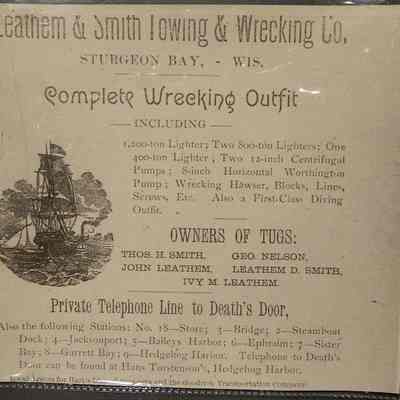 Leathem & Smith Towing & Wrecking Co.
STURGEON BAY, - WIS.
Complete Wrecking Outfit
— INCLUDING —
1,200-ton Lighter; Two 800-ton Lighters; One
400-ton Lighter; Two 12-inch Centrifugal
Pumps; 8-inch Horizontal Worthington
Pump; Wrecking Hawser, Blocks, Lines,
Screws, Etc. Also a First-Class Diving
Outfit.
OWNERS OF TUGS:
THOS. H. SMITH, GEO. NELSON,
JOHN LEATHEM, LEATHEM D. SMITH,
IVY M. LEATHEM.
Private Telephone Line to Death's Door,
Also the following Stations: No. 18—Store; 3—Bridge; 2—Steamboat
Dock; 4—Jacksonport; 5—Baileys Harbor; 6—Ephraim; 7—Sister
Bay; 8—Garrett Bay; 9—Hedgehog Harbor. Telephone to Death's
Door can be found at Hans Torstenson's, Hedgehog Harbor.
Transportation Company